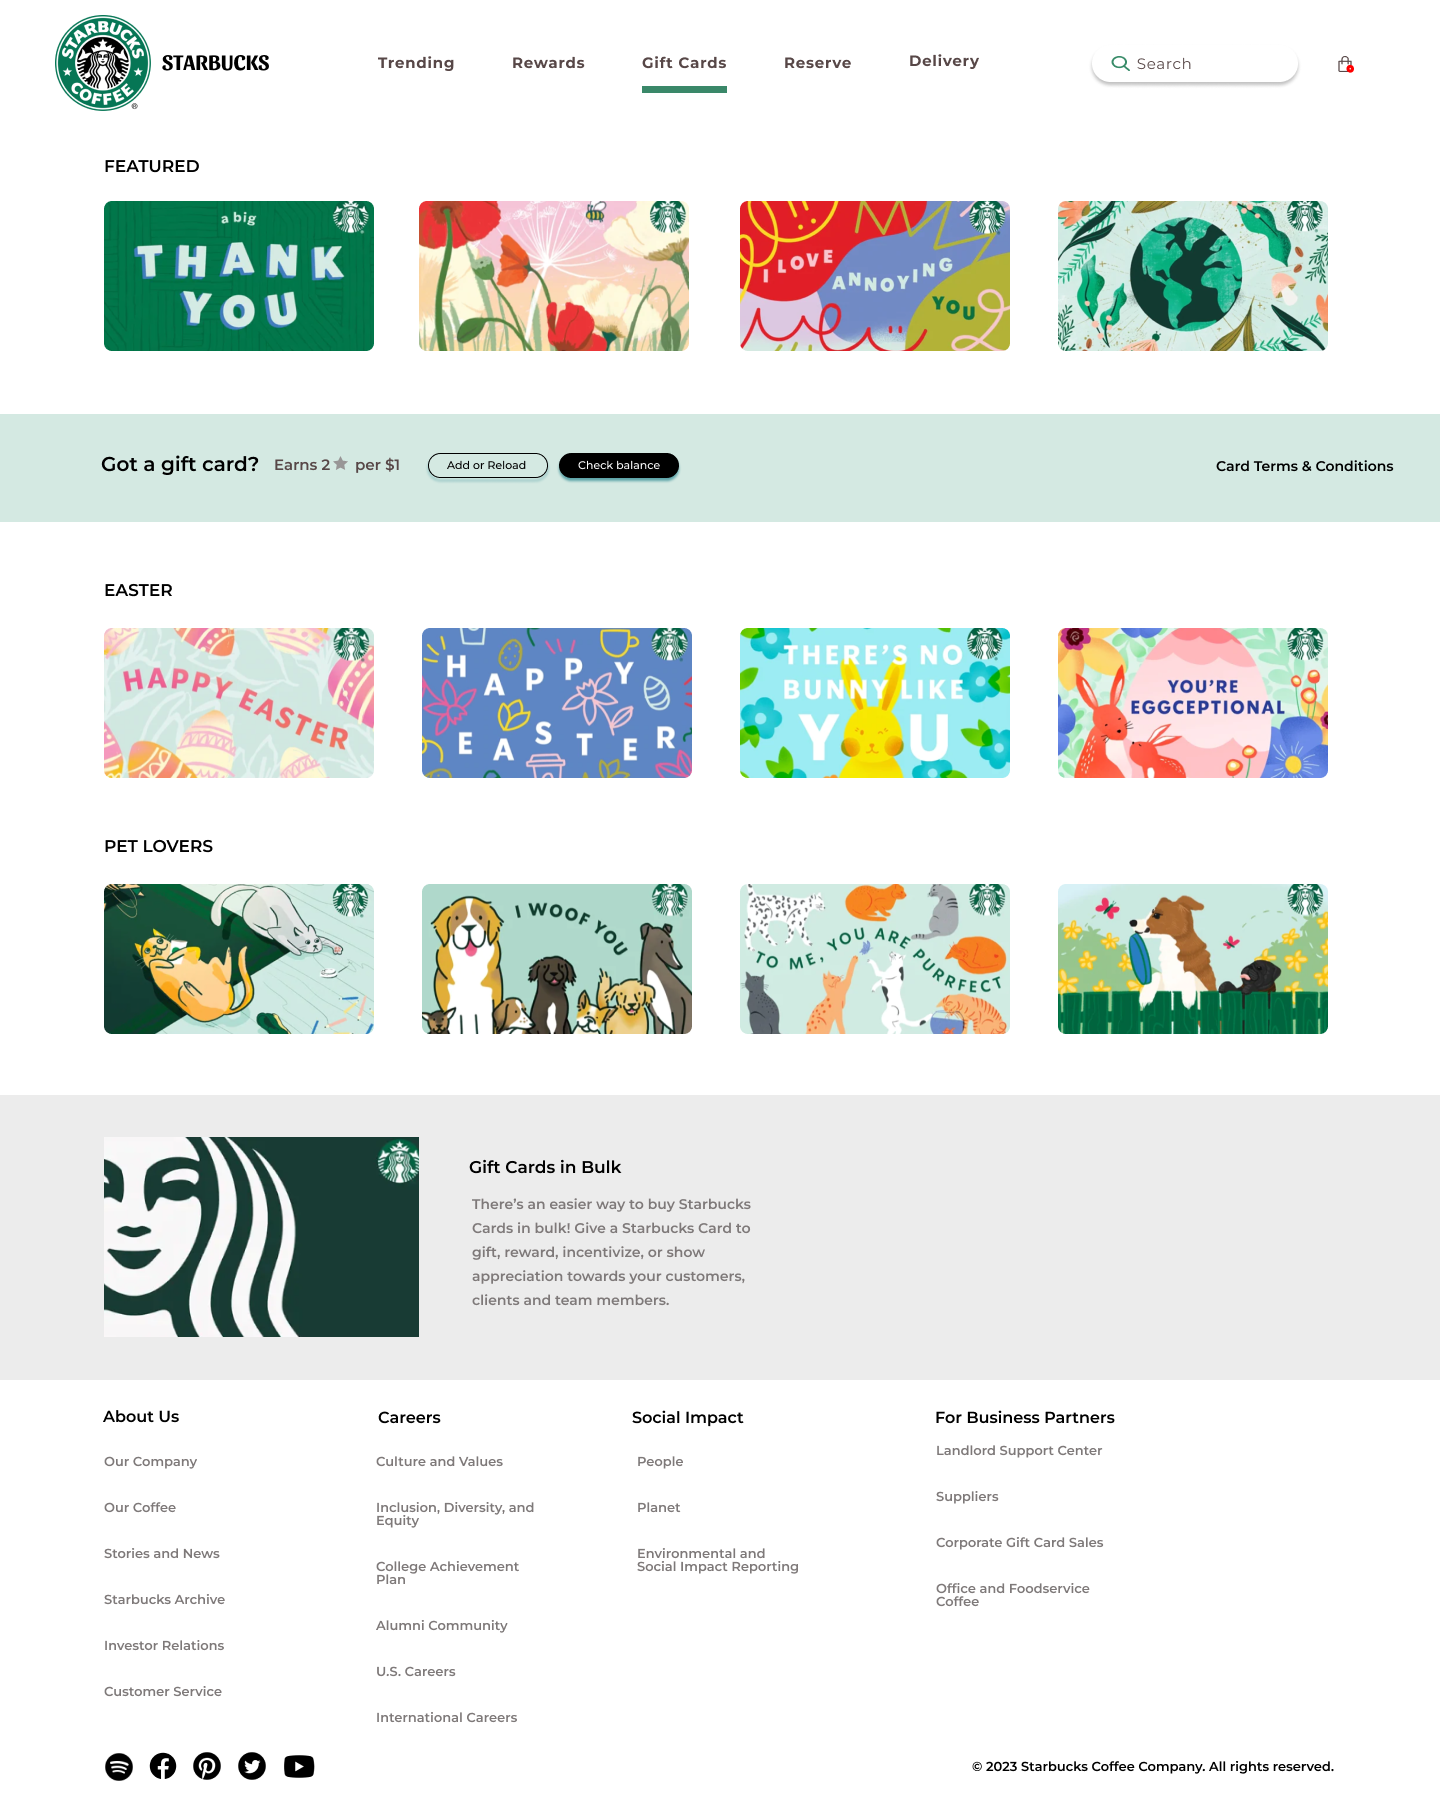 STARBUCKS
COFFEE
®
STARBUCKS
Trending
Rewards
Gift Cards
Reserve
Delivery
Search
FEATURED
a big
THANK
YOU
I LOVE
ANNOYING
YOU
Got a gift card?
Earns 2 ★ per $1
Add or Reload
Check balance
Card Terms & Conditions
EASTER
HAPPY EASTER
HAPPY
EASTER
THERE'S NO
BUNNY LIKE
YOU
YOU'RE
EGGCEPTIONAL
PET LOVERS
I WOOF YOU
TO ME, YOU ARE PURRFECT
Gift Cards in Bulk
There's an easier way to buy Starbucks
Cards in bulk! Give a Starbucks Card to
gift, reward, incentivize, or show
appreciation towards your customers,
clients and team members.
About Us
Our Company
Our Coffee
Stories and News
Starbucks Archive
Investor Relations
Customer Service
Careers
Culture and Values
Inclusion, Diversity, and
Equity
College Achievement
Plan
Alumni Community
U.S. Careers
International Careers
Social Impact
People
Planet
Environmental and
Social Impact Reporting
For Business Partners
Landlord Support Center
Suppliers
Corporate Gift Card Sales
Office and Foodservice
Coffee
© 2023 Starbucks Coffee Company. All rights reserved.